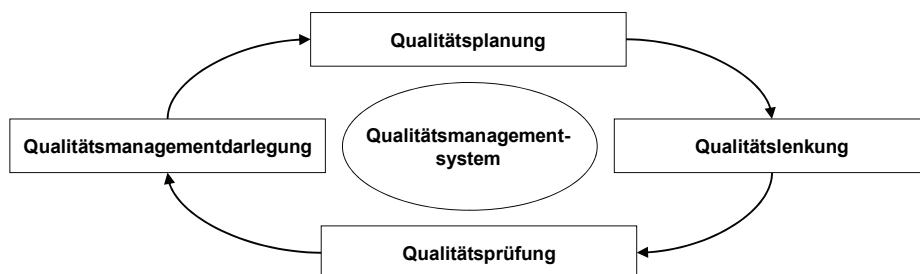 Qualitätsplanung
Qualitätsmanagementdarlegung
Qualitätsmanagement-
system
Qualitätslenkung
Qualitätsprüfung